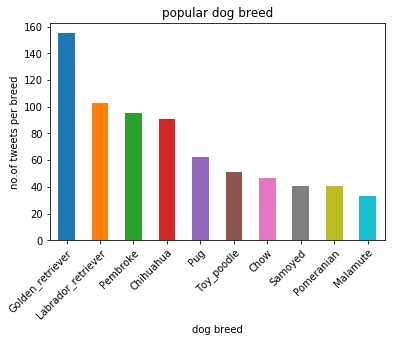 popular dog breed
no of tweets per breed
160
140
120
100
80
60
40
20
0
Golden_retriever
Labrador_retriever
Pembroke
Chihuahua
Pug
Toy_poodle
Chow
Samoyed
Pomeranian
Malamute
dog breed